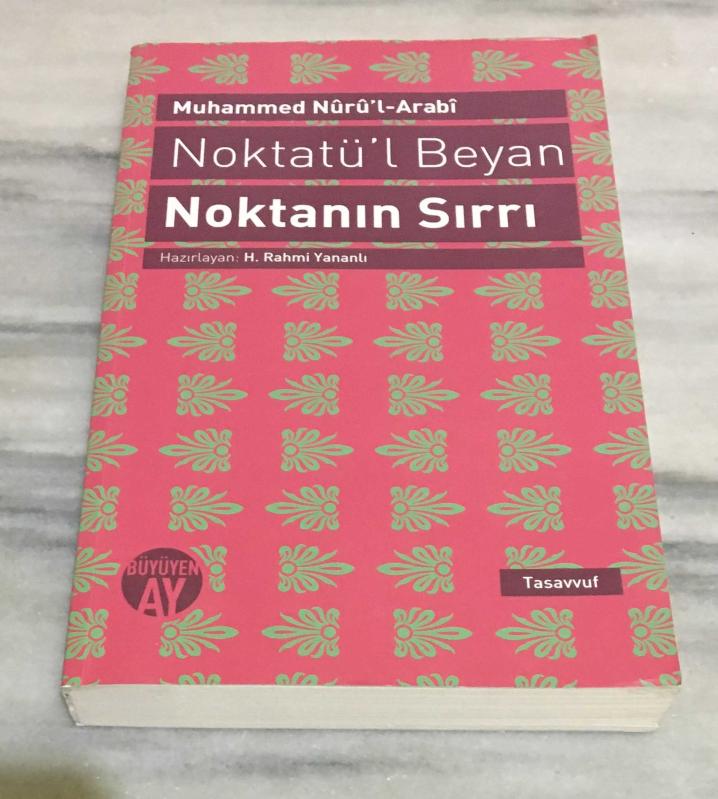 Muhammed Nûrû'l-Arabî
Noktatü'l Beyan
Noktanın Sırrı
Hazırlayan: H. Rahmi Yananlı
BÜYÜYEN
AY
Tasavvuf